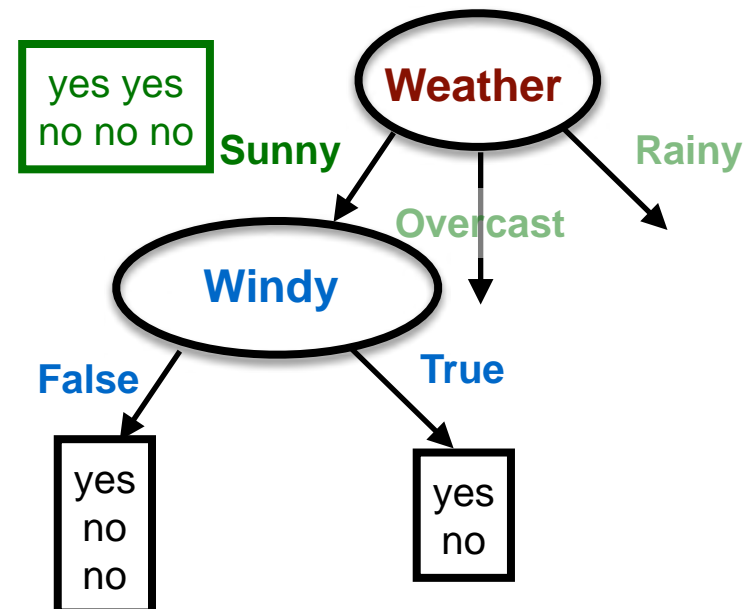 yes yes
no no no
Weather
Sunny
Overcast
Rainy
Windy
False
True
yes
no
no
yes
no